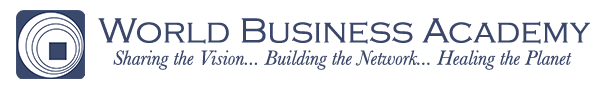 World Business Academy
Sharing the Vision... Building the Network... Healing the Planet